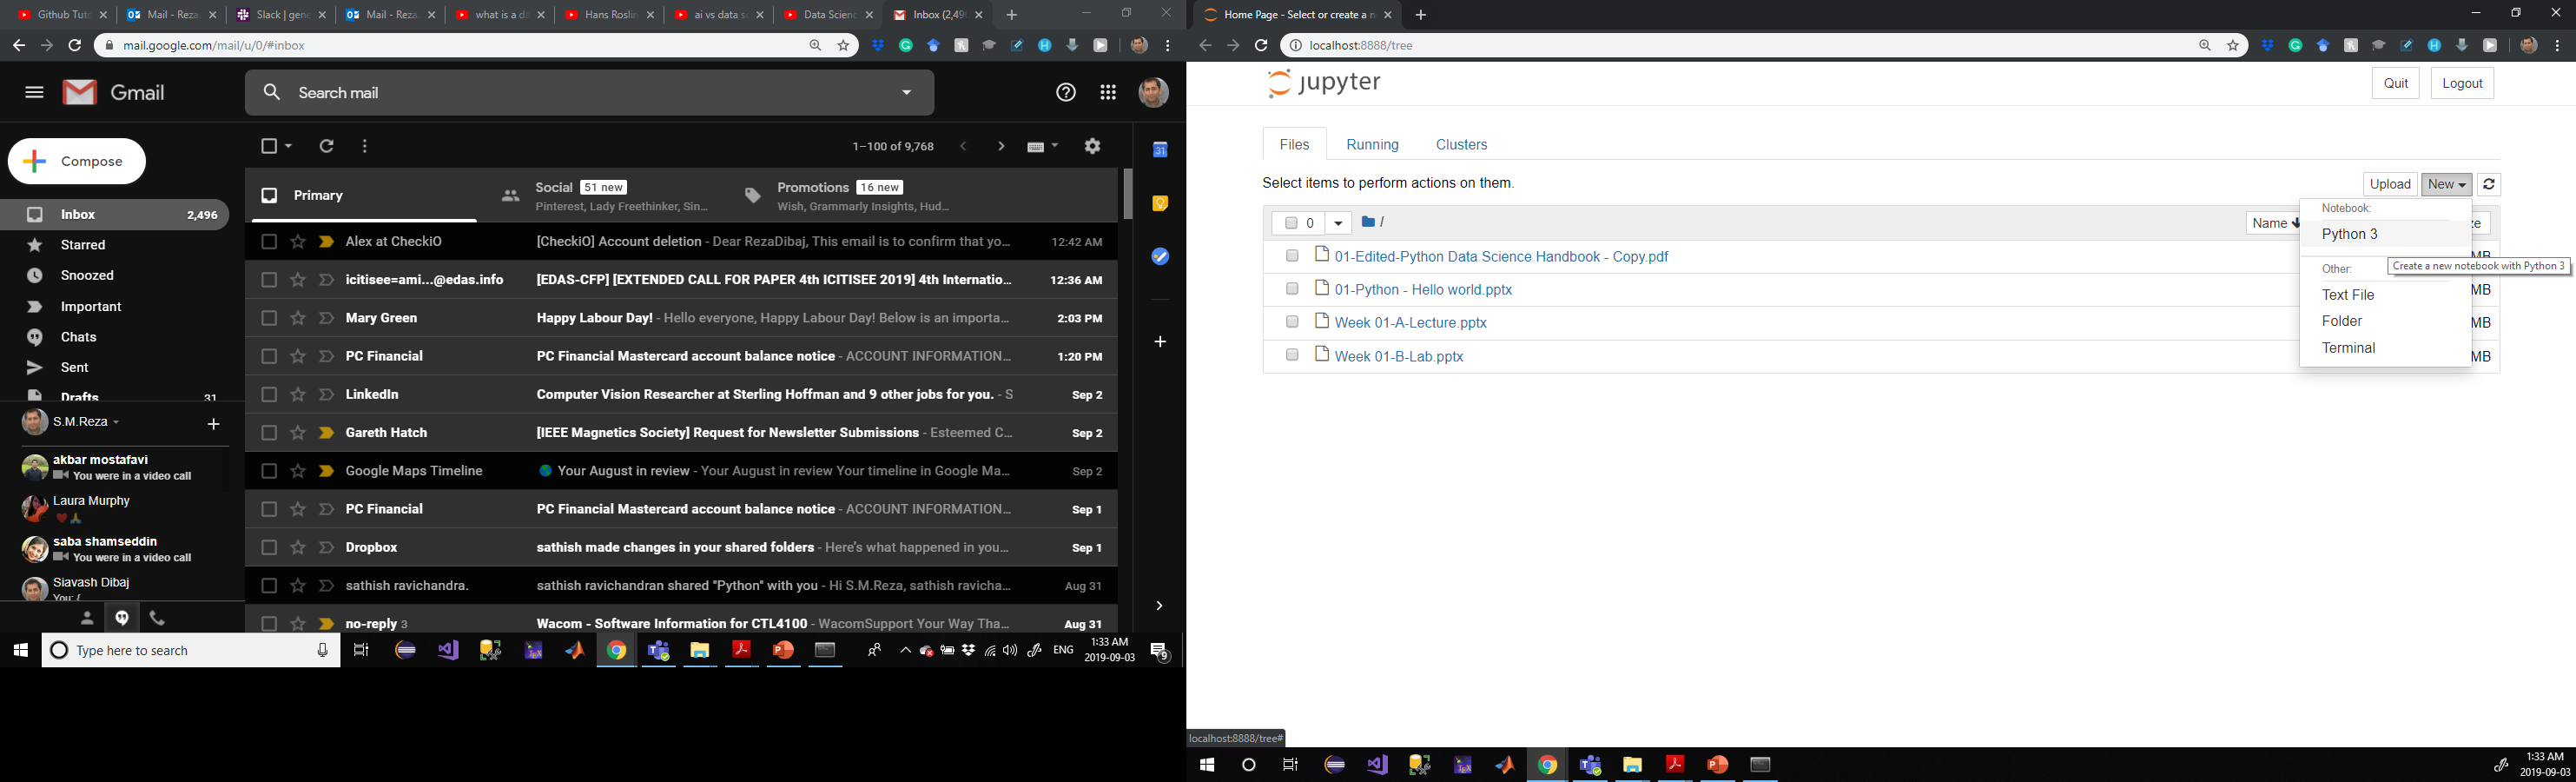 Github Tuto
Mail - Reza
Slack | gene
Mail - Reza
what is a da
Hans Roslin
ai vs data s
Data Scienc
Inbox (2,496
mail.google.com/mail/u/0/#inbox
Gmail
Search mail
Compose
1–100 of 9,768
Inbox 2,496
Starred
Snoozed
Important
Chats
Sent
Drafts 31
S.M.Reza
akbar mostafavi
You were in a video call
Laura Murphy
saba shamseddin
You were in a video call
Siavash Dibaj
You: (
Primary
Social 51 new
Pinterest, Lady Freethinker, Sin...
Promotions 16 new
Wish, Grammarly Insights, Hud...
Alex at CheckiO [CheckiO] Account deletion - Dear RezaDibaj, This email is to confirm that yo... 12:42 AM
icitisee=ami...@edas.info [EDAS-CFP] [EXTENDED CALL FOR PAPER 4th ICITISEE 2019] 4th Internatio... 12:36 AM
Mary Green Happy Labour Day! - Hello everyone, Happy Labour Day! Below is an importa... 2:03 PM
PC Financial PC Financial Mastercard account balance notice - ACCOUNT INFORMATION... 1:20 PM
LinkedIn Computer Vision Researcher at Sterling Hoffman and 9 other jobs for you. - S Sep 2
Gareth Hatch [IEEE Magnetics Society] Request for Newsletter Submissions - Esteemed C... Sep 2
Google Maps Timeline Your August in review - Your August in review Your timeline in Google Ma... Sep 2
PC Financial PC Financial Mastercard account balance notice - ACCOUNT INFORMATION... Sep 1
Dropbox sathish made changes in your shared folders - Here's what happened in you... Sep 1
sathish ravichandra. sathish ravichandran shared "Python" with you - Hi S.M.Reza, sathish ravicha... Aug 31
no-reply 3 Wacom - Software Information for CTL4100 - WacomSupport Your Way Tha... Aug 31
31
Type here to search
ENG
1:33 AM
2019-09-03
9
Home Page - Select or create a n
localhost:8888/tree
jupyter
Quit
Logout
Files
Running
Clusters
Select items to perform actions on them.
Upload
New
0
/
Name
ze
01-Edited-Python Data Science Handbook - Copy.pdf
MB
01-Python - Hello world.pptx
MB
Week 01-A-Lecture.pptx
MB
Week 01-B-Lab.pptx
MB
Notebook:
Python 3
Create a new notebook with Python 3
Other:
Text File
Folder
Terminal
localhost:8888/tree#
1:33 AM
2019-09-03